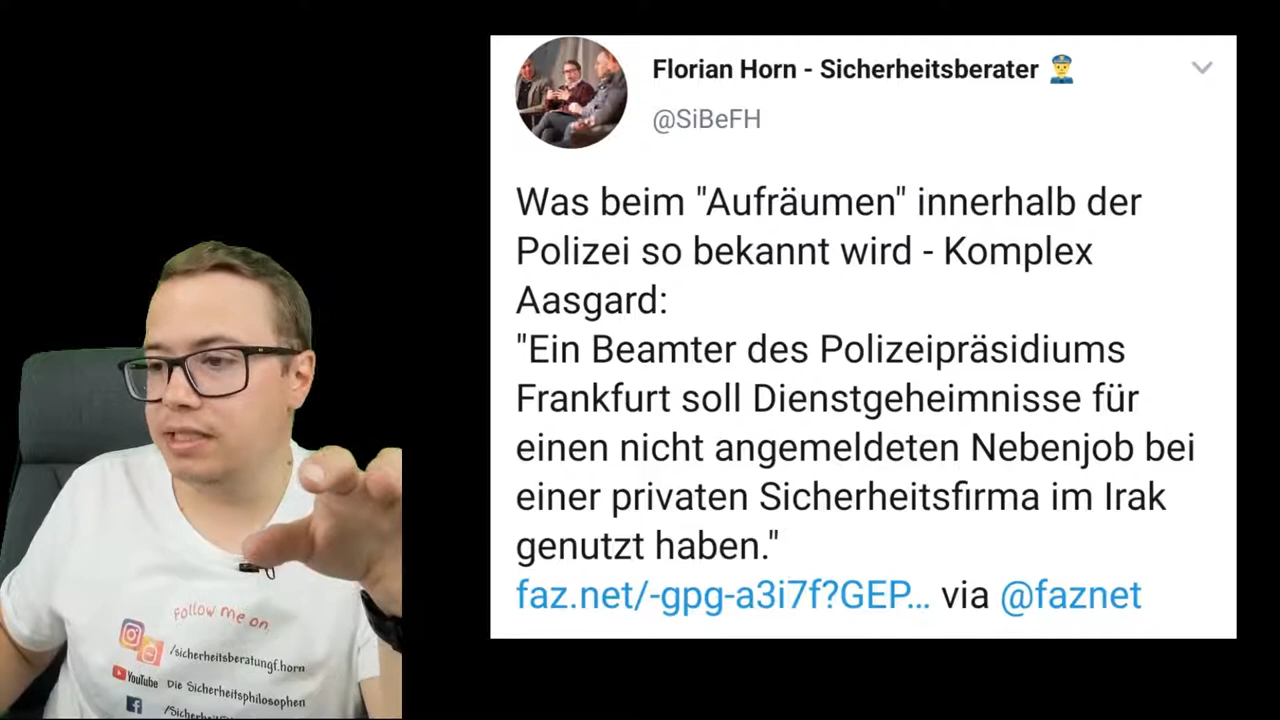 Florian Horn - Sicherheitsberater 👮‍♂️
@SiBeFH
Was beim "Aufräumen" innerhalb der
Polizei so bekannt wird - Komplex
Aasgard:
"Ein Beamter des Polizeipräsidiums
Frankfurt soll Dienstgeheimnisse für
einen nicht angemeldeten Nebenjob bei
einer privaten Sicherheitsfirma im Irak
genutzt haben."
faz.net/-gpg-a3i7f?GEP... via @faznet
Follow me on
/sicherheitsberatungf.horn
YouTube Die Sicherheitsphilosophen